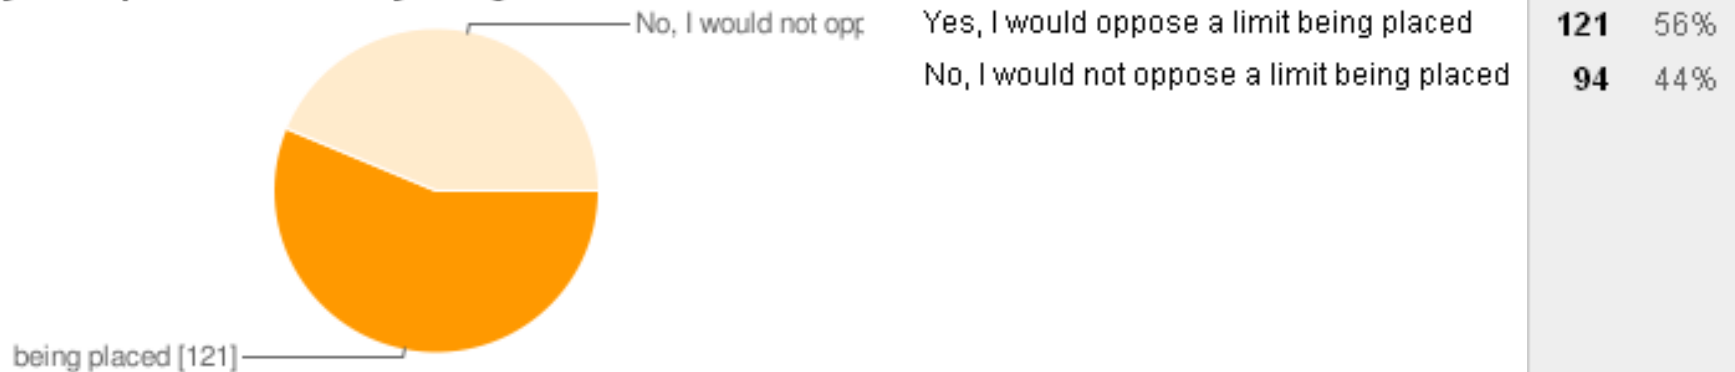 No, I would not opp
Yes, I would oppose a limit being placed 121 56%
No, I would not oppose a limit being placed 94 44%
being placed [121]